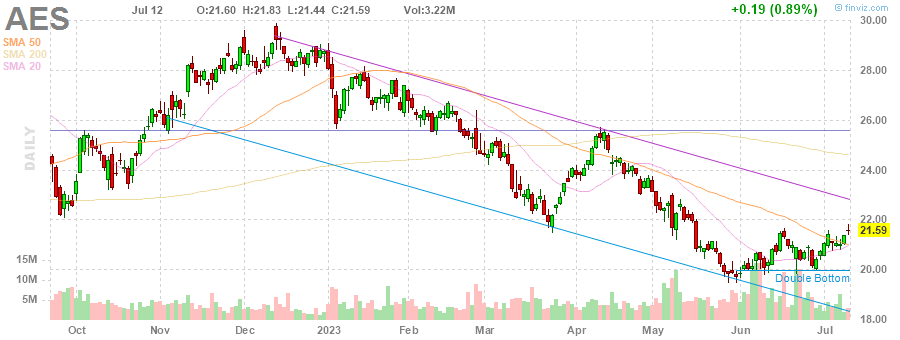 AES
Jul 12 O:21.60 H:21.83 L:21.44 C:21.59 Vol:3.22M +0.19 (0.89%) © finviz.com
SMA 50
SMA 200
SMA 20
DAILY
30.00
28.00
26.00
24.00
22.00
21.59
20.00
18.00
15M
10M
5M
Double Bottom
Oct Nov Dec 2023 Feb Mar Apr May Jun Jul